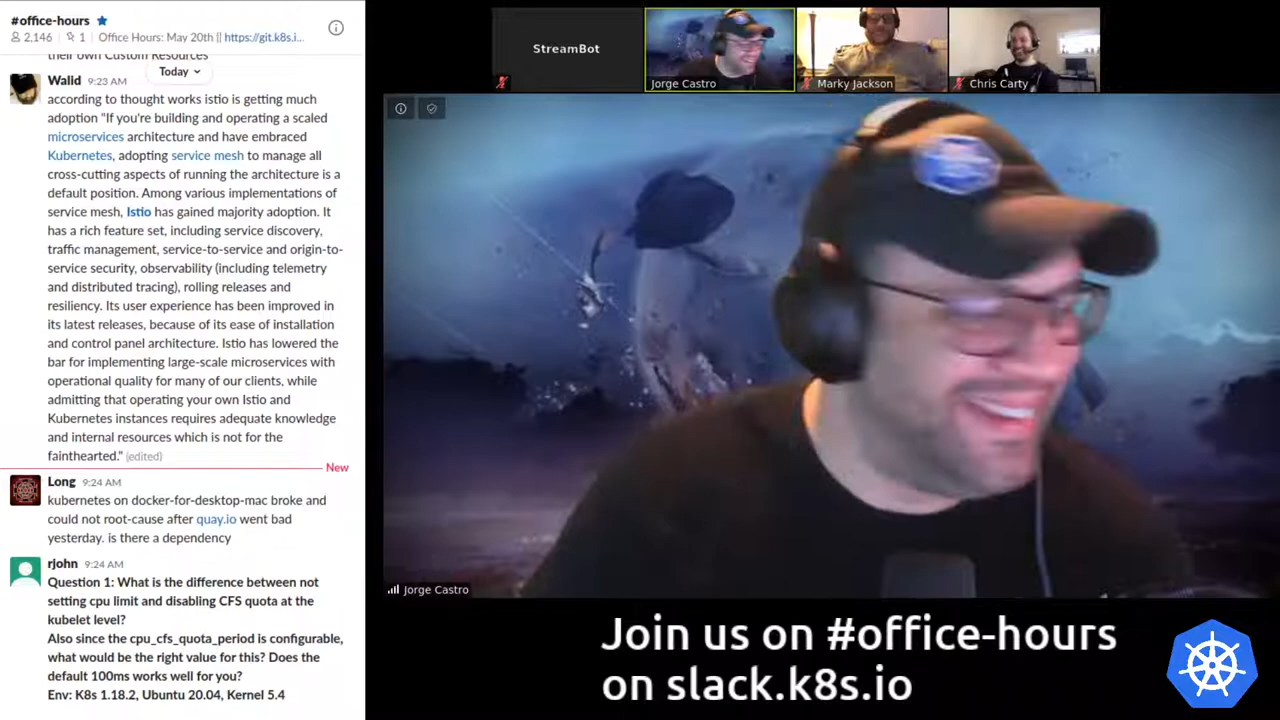 #office-hours
2,146 1 Office Hours: May 20th || https://git.k8s.i...
their own Custom Resources
Today
Walid 9:23 AM
according to thought works istio is getting much
adoption "If you're building and operating a scaled
microservices architecture and have embraced
Kubernetes, adopting service mesh to manage all
cross-cutting aspects of running the architecture is a
default position. Among various implementations of
service mesh, Istio has gained majority adoption. It
has a rich feature set, including service discovery,
traffic management, service-to-service and origin-to-
service security, observability (including telemetry
and distributed tracing), rolling releases and
resiliency. Its user experience has been improved in
its latest releases, because of its ease of installation
and control panel architecture. Istio has lowered the
bar for implementing large-scale microservices with
operational quality for many of our clients, while
admitting that operating your own Istio and
Kubernetes instances requires adequate knowledge
and internal resources which is not for the
fainthearted." (edited)
New
Long 9:24 AM
kubernetes on docker-for-desktop-mac broke and
could not root-cause after quay.io went bad
yesterday. is there a dependency
rjohn 9:24 AM
Question 1: What is the difference between not
setting cpu limit and disabling CFS quota at the
kubelet level?
Also since the cpu_cfs_quota_period is configurable,
what would be the right value for this? Does the
default 100ms works well for you?
Env: K8s 1.18.2, Ubuntu 20.04, Kernel 5.4
StreamBot
Jorge Castro
Marky Jackson
Chris Carty
Jorge Castro
Join us on #office-hours
on slack.k8s.io